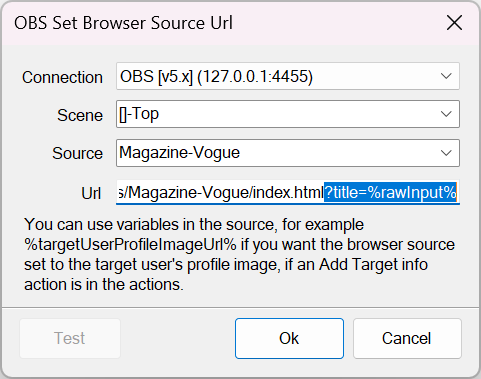 OBS Set Browser Source Url
Connection OBS [v5.x] (127.0.0.1:4455)
Scene []-Top
Source Magazine-Vogue
Url s/Magazine-Vogue/index.html?title=%rawInput%
You can use variables in the source, for example
%targetUserProfileImageUrl% if you want the browser source
set to the target user's profile image, if an Add Target info
action is in the actions.
Test Ok Cancel